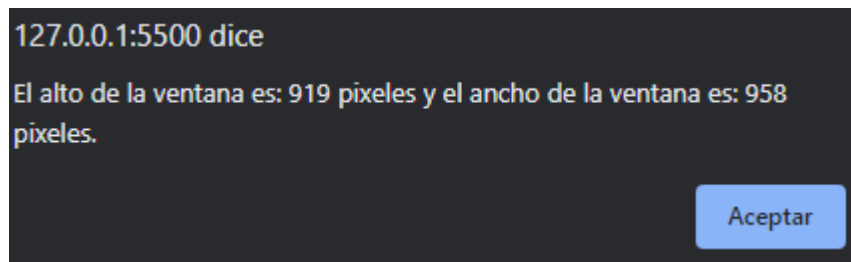 127.0.0.1:5500 dice
El alto de la ventana es: 919 pixeles y el ancho de la ventana es: 958
pixeles.
Aceptar